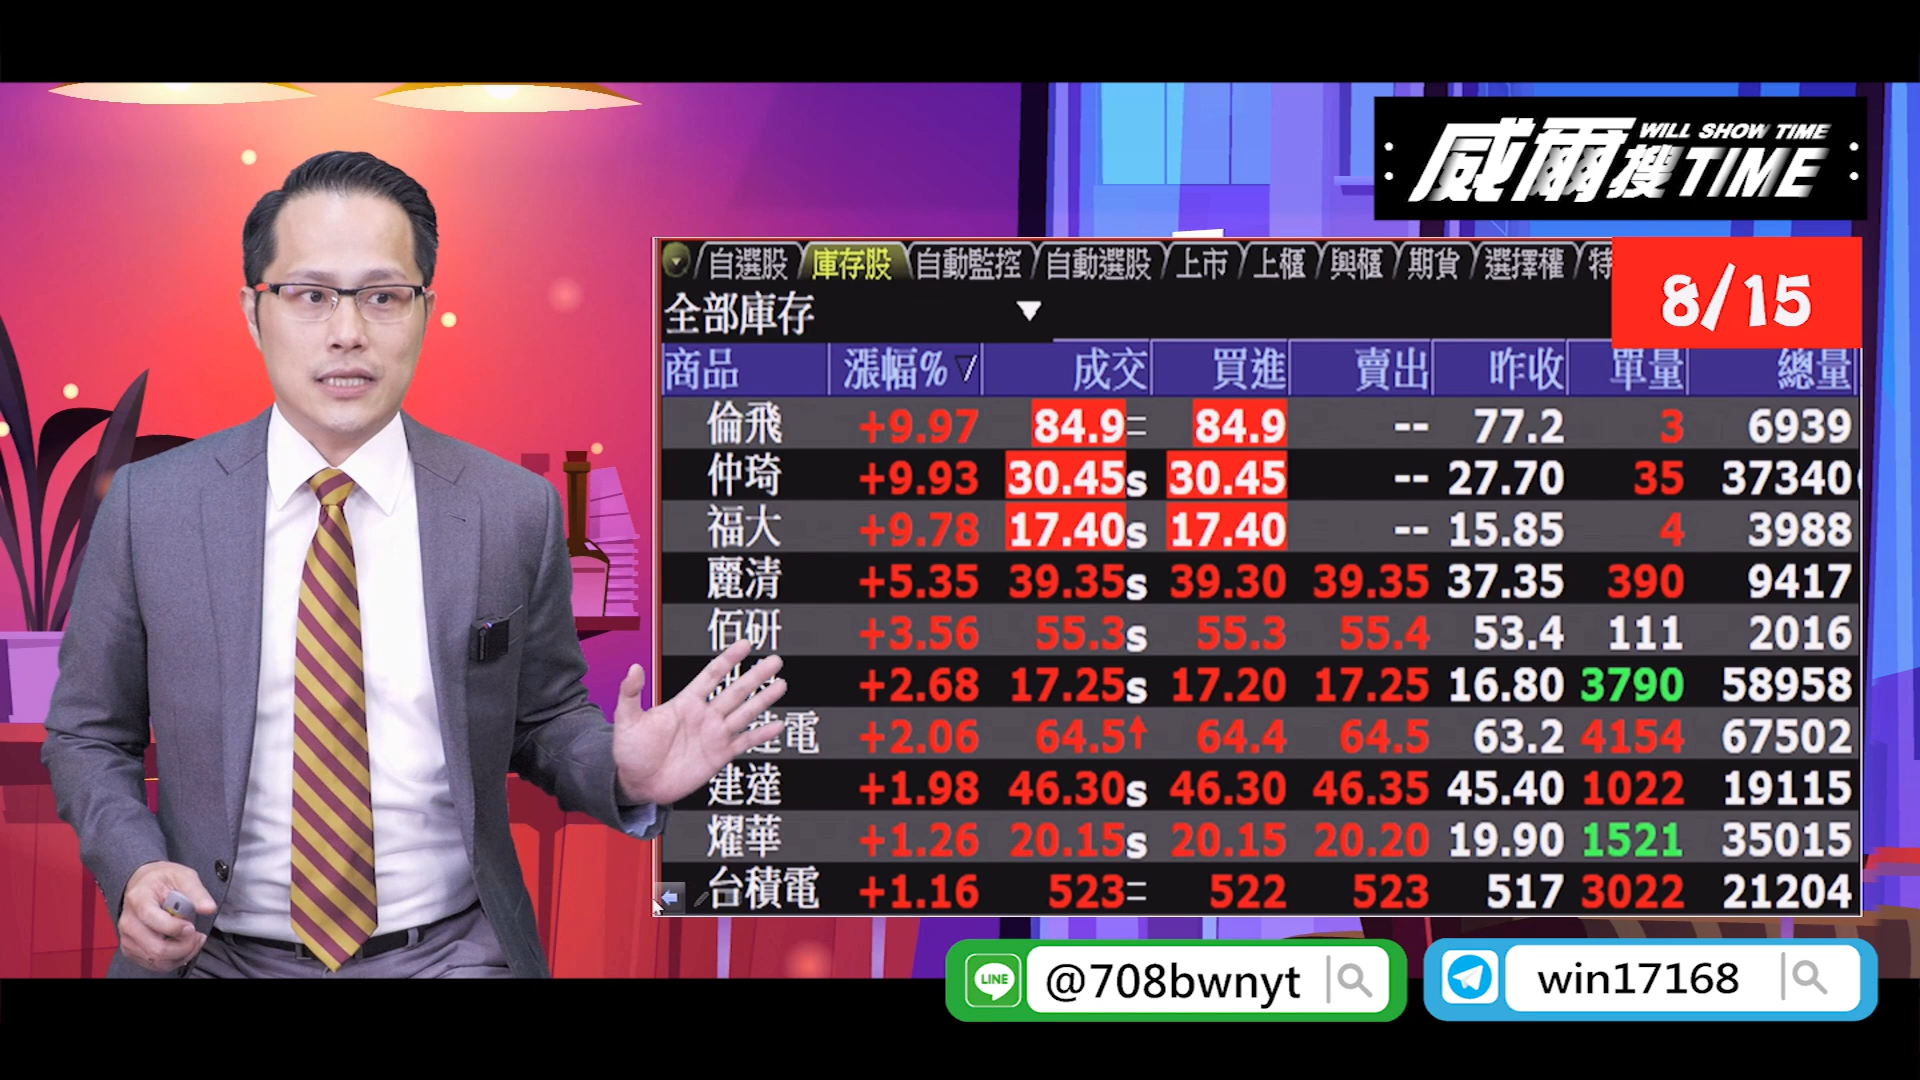 威爾搜TIME
WILL SHOW TIME
自選股 庫存股 自動監控 自動選股 上市 上櫃 興櫃 期貨 選擇權 特
8/15
全部庫存
商品 漲幅% 成交 買進 賣出 昨收 單量 總量
倫飛 +9.97 84.9= 84.9 -- 77.2 3 6939
仲琦 +9.93 30.45s 30.45 -- 27.70 35 37340
福大 +9.78 17.40s 17.40 -- 15.85 4 3988
麗清 +5.35 39.35s 39.30 39.35 37.35 390 9417
佰研 +3.56 55.3s 55.3 55.4 53.4 111 2016
+2.68 17.25s 17.20 17.25 16.80 3790 58958
達電 +2.06 64.5↑ 64.4 64.5 63.2 4154 67502
建達 +1.98 46.30s 46.30 46.35 45.40 1022 19115
燿華 +1.26 20.15s 20.15 20.20 19.90 1521 35015
台積電 +1.16 523= 522 523 517 3022 21204
LINE @708bwnyt
win17168